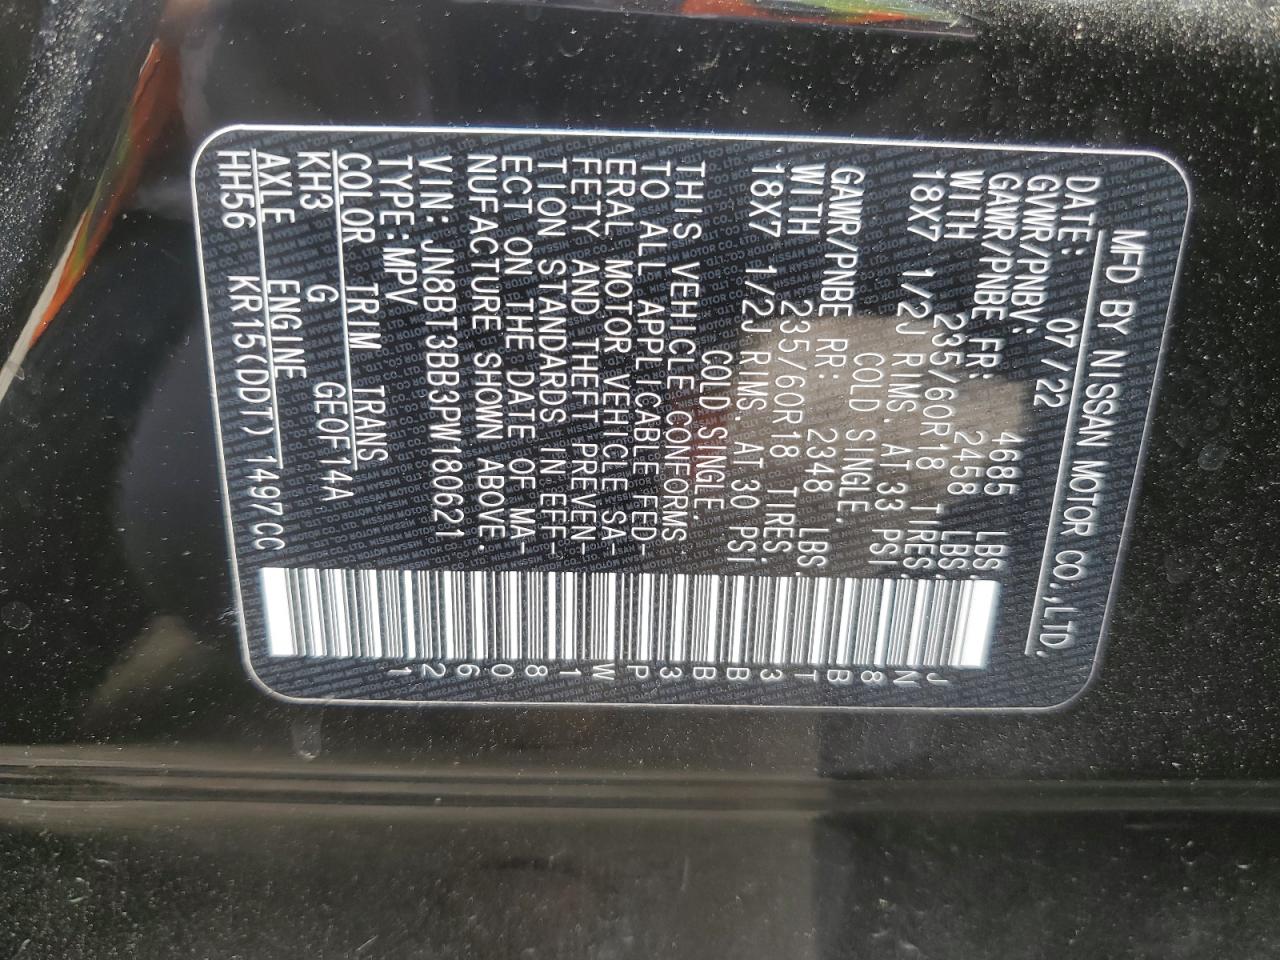 MFD BY NISSAN MOTOR CO.,LTD.
DATE: 07/22
GVWR/PNBV: 4685 LBS.
GAWR/PNBE FR: 2458 LBS.
WITH 235/60R18 TIRES,
18X7 1/2J RIMS. AT 33 PSI
COLD SINGLE.
GAWR/PNBE RR: 2348 LBS.
WITH 235/60R18 TIRES,
18X7 1/2J RIMS. AT 30 PSI
COLD SINGLE.
THIS VEHICLE CONFORMS
TO ALL APPLICABLE FED-
ERAL MOTOR VEHICLE SA-
FETY AND THEFT PREVEN-
TION STANDARDS IN EFF-
ECT ON THE DATE OF MA-
NUFACTURE SHOWN ABOVE.
VIN: JN8BT3BB3PW180621
TYPE:MPV
COLOR TRIM TRANS
KH3 G GE0F14A
AXLE ENGINE
HH56 KR15(DDT) 1497CC
JN8BT3BB3PW180621